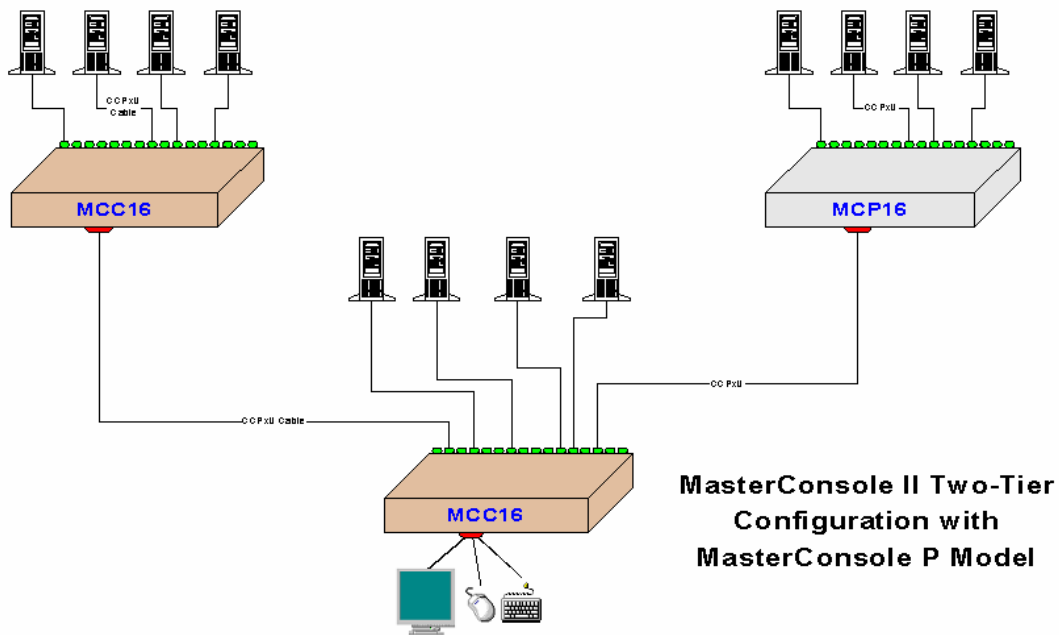 CCPxU
Cable
CCPxU
MCC16
MCP16
CCPxU
CCPxU Cable
MCC16
MasterConsole II Two-Tier
Configuration with
MasterConsole P Model